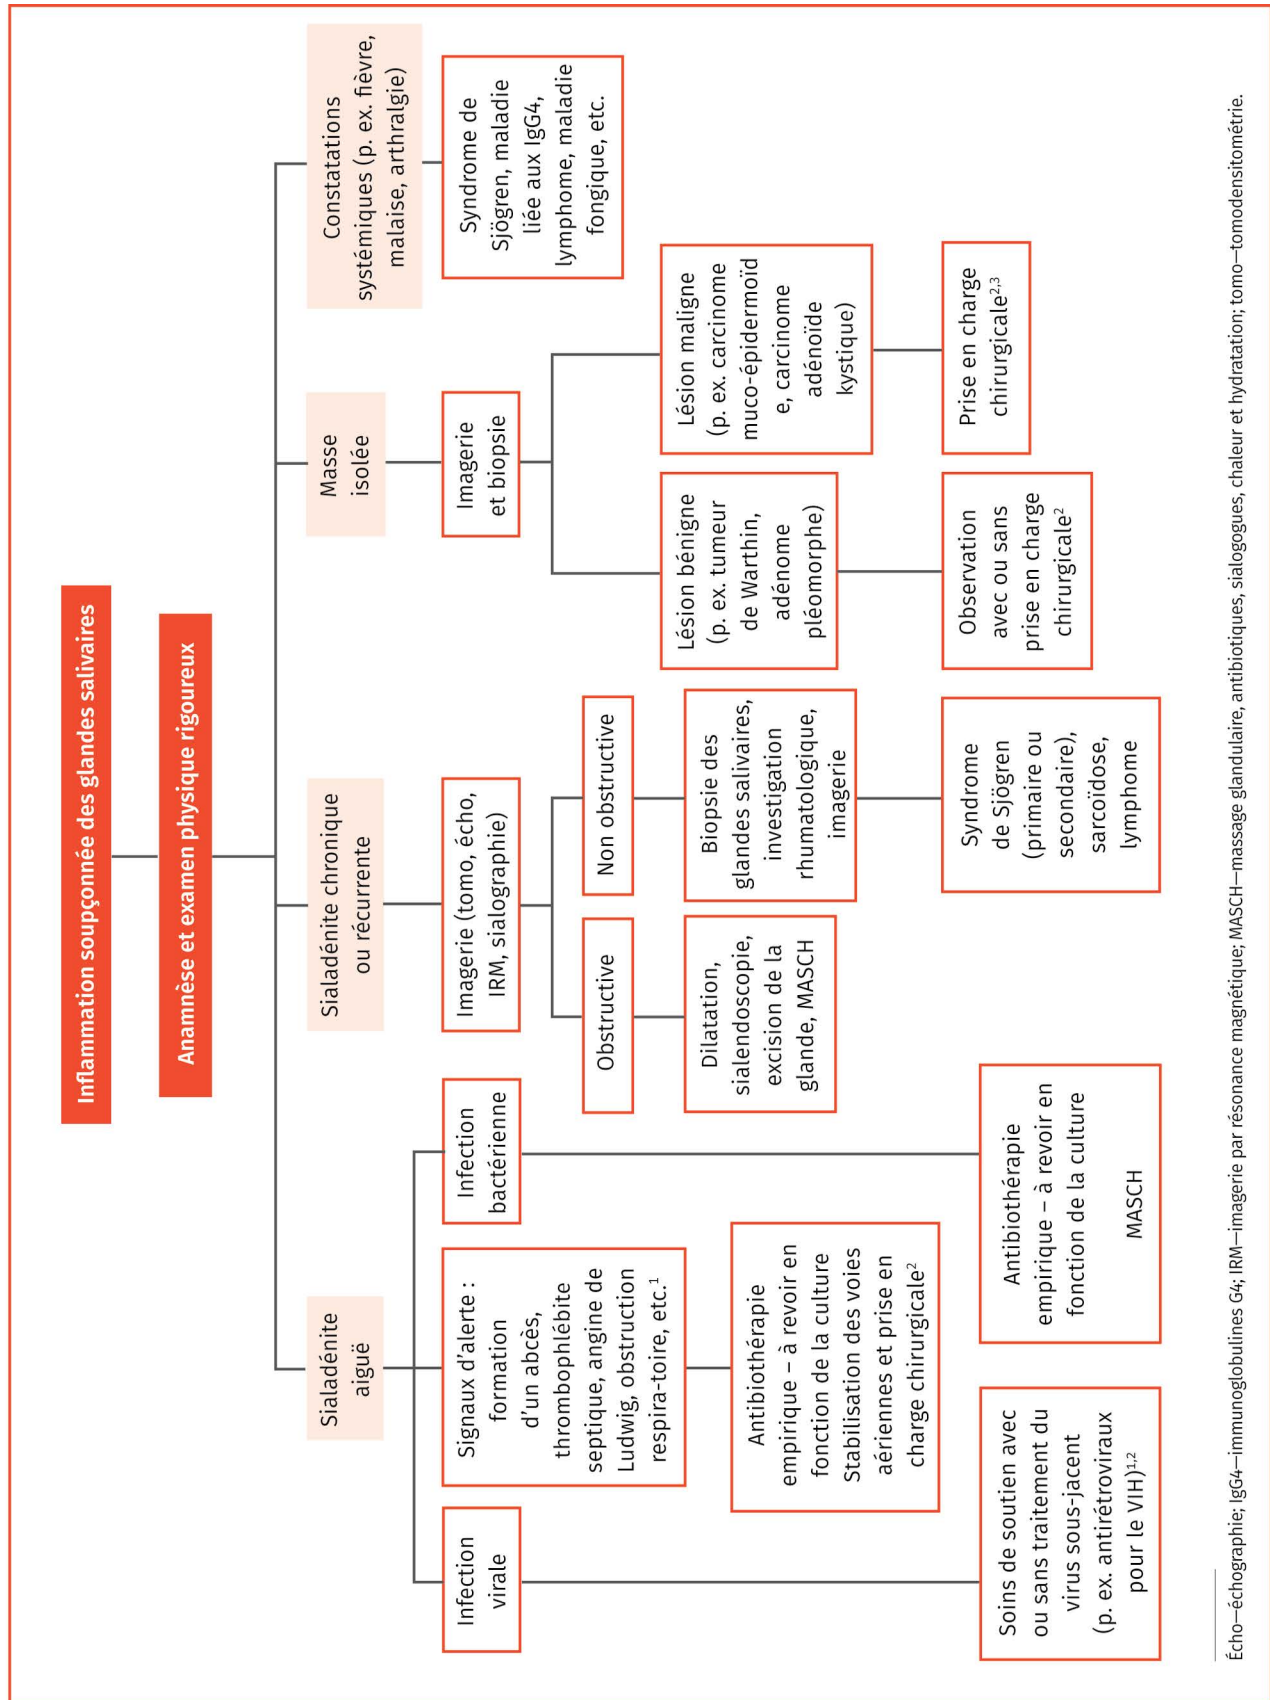 Inflammation soupçonnée des glandes salivaires
Anamnèse et examen physique rigoureux
Sialadénite
aiguë
Infection
virale
Soins de soutien avec
ou sans traitement du
virus sous-jacent
(p. ex. antirétroviraux
pour le VIH)1,2
Signaux d'alerte :
formation
d'un abcès,
thrombophlébite
septique, angine de
Ludwig, obstruction
respira-toire, etc.1
Antibiothérapie
empirique – à revoir en
fonction de la culture
Stabilisation des voies
aériennes et prise en
charge chirurgicale2
Infection
bactérienne
Antibiothérapie
empirique – à revoir en
fonction de la culture
MASCH
Sialadénite chronique
ou récurrente
Imagerie (tomo, écho,
IRM, sialographie)
Obstructive
Dilatation,
sialendoscopie,
excision de la
glande, MASCH
Non obstructive
Biopsie des
glandes salivaires,
investigation
rhumatologique,
imagerie
Syndrome
de Sjögren
(primaire ou
secondaire),
sarcoïdose,
lymphome
Masse
isolée
Imagerie
et biopsie
Lésion bénigne
(p. ex. tumeur
de Warthin,
adénome
pléomorphe)
Observation
avec ou sans
prise en charge
chirurgicale2
Lésion maligne
(p. ex. carcinome
muco-épidermoïd
e, carcinome
adénoïde
kystique)
Prise en charge
chirurgicale2,3
Constatations
systémiques (p. ex. fièvre,
malaise, arthralgie)
Syndrome de
Sjögren, maladie
liée aux IgG4,
lymphome, maladie
fongique, etc.
Écho—échographie; IgG4—immunoglobulines G4; IRM—imagerie par résonance magnétique; MASCH—massage glandulaire, antibiotiques, sialogogues, chaleur et hydratation; tomo—tomodensitométrie.